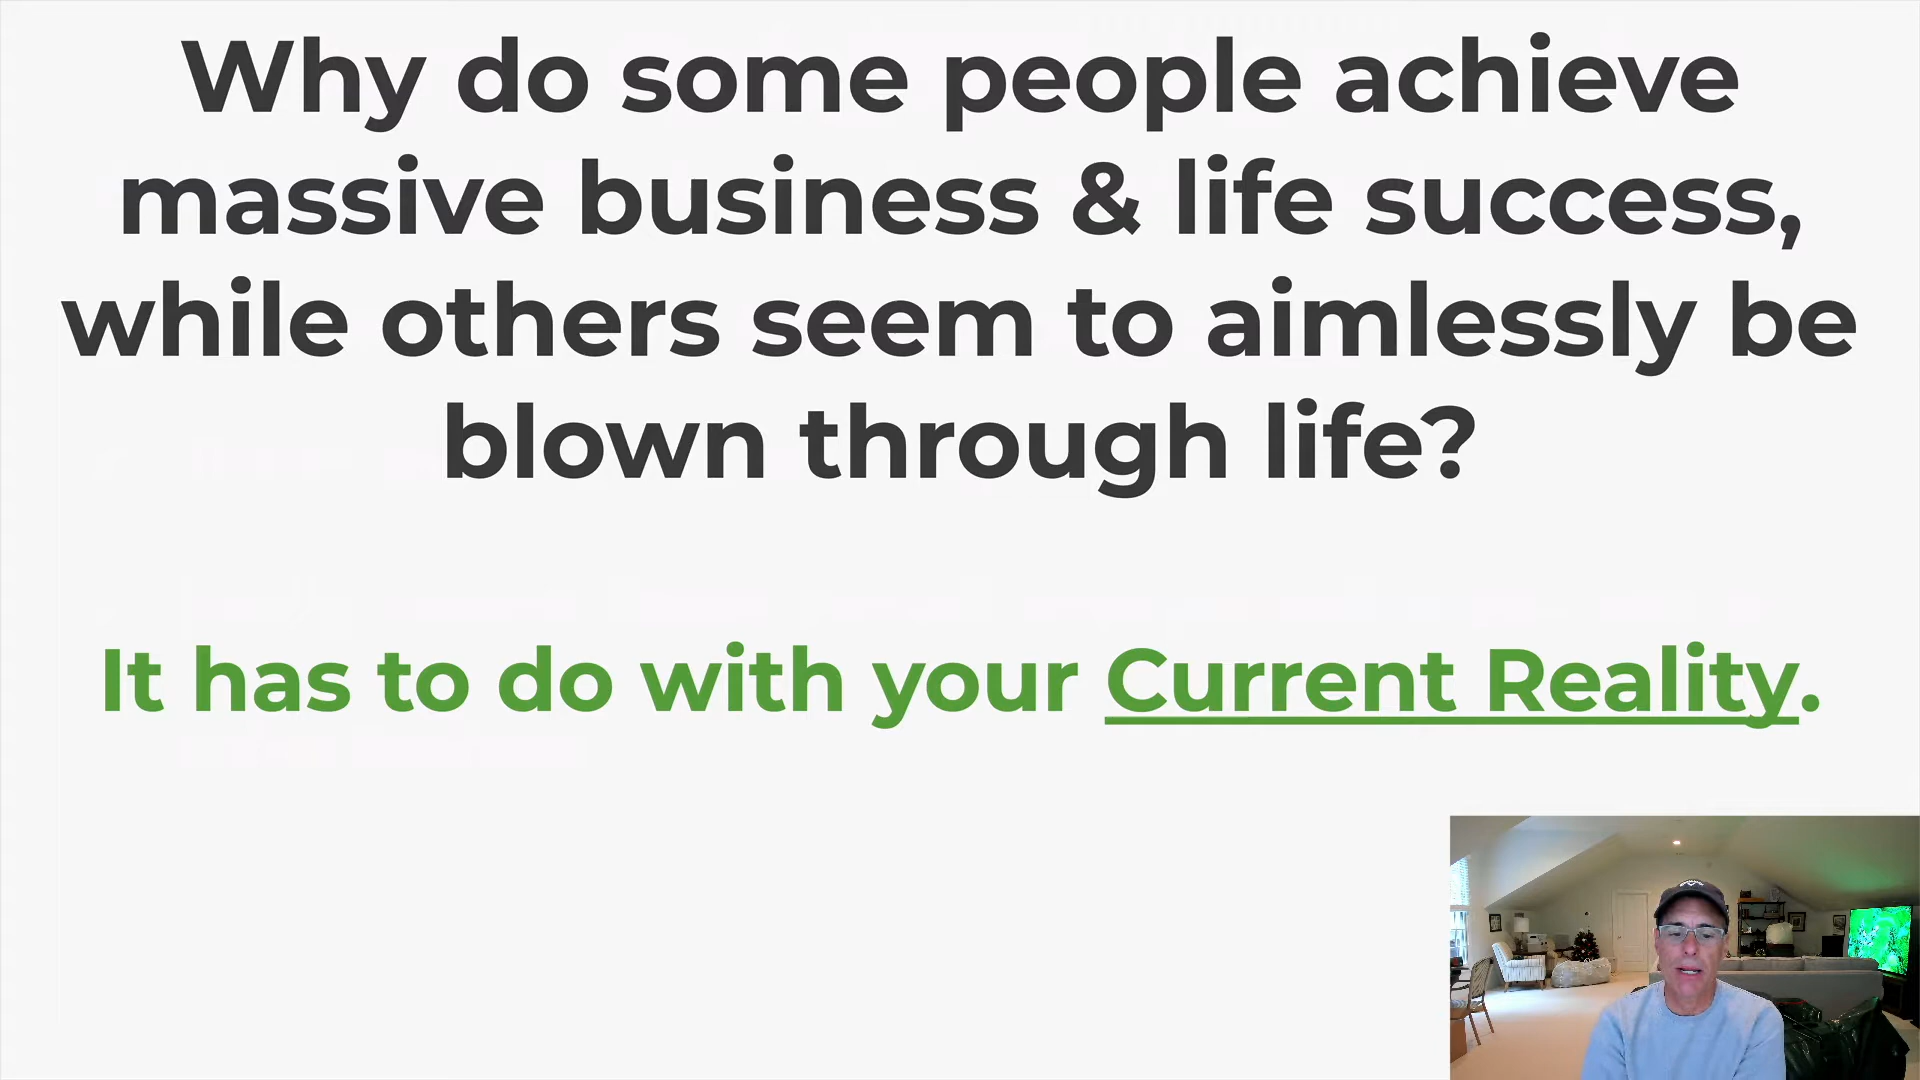 Why do some people achieve
massive business & life success,
while others seem to aimlessly be
blown through life?
It has to do with your Current Reality.